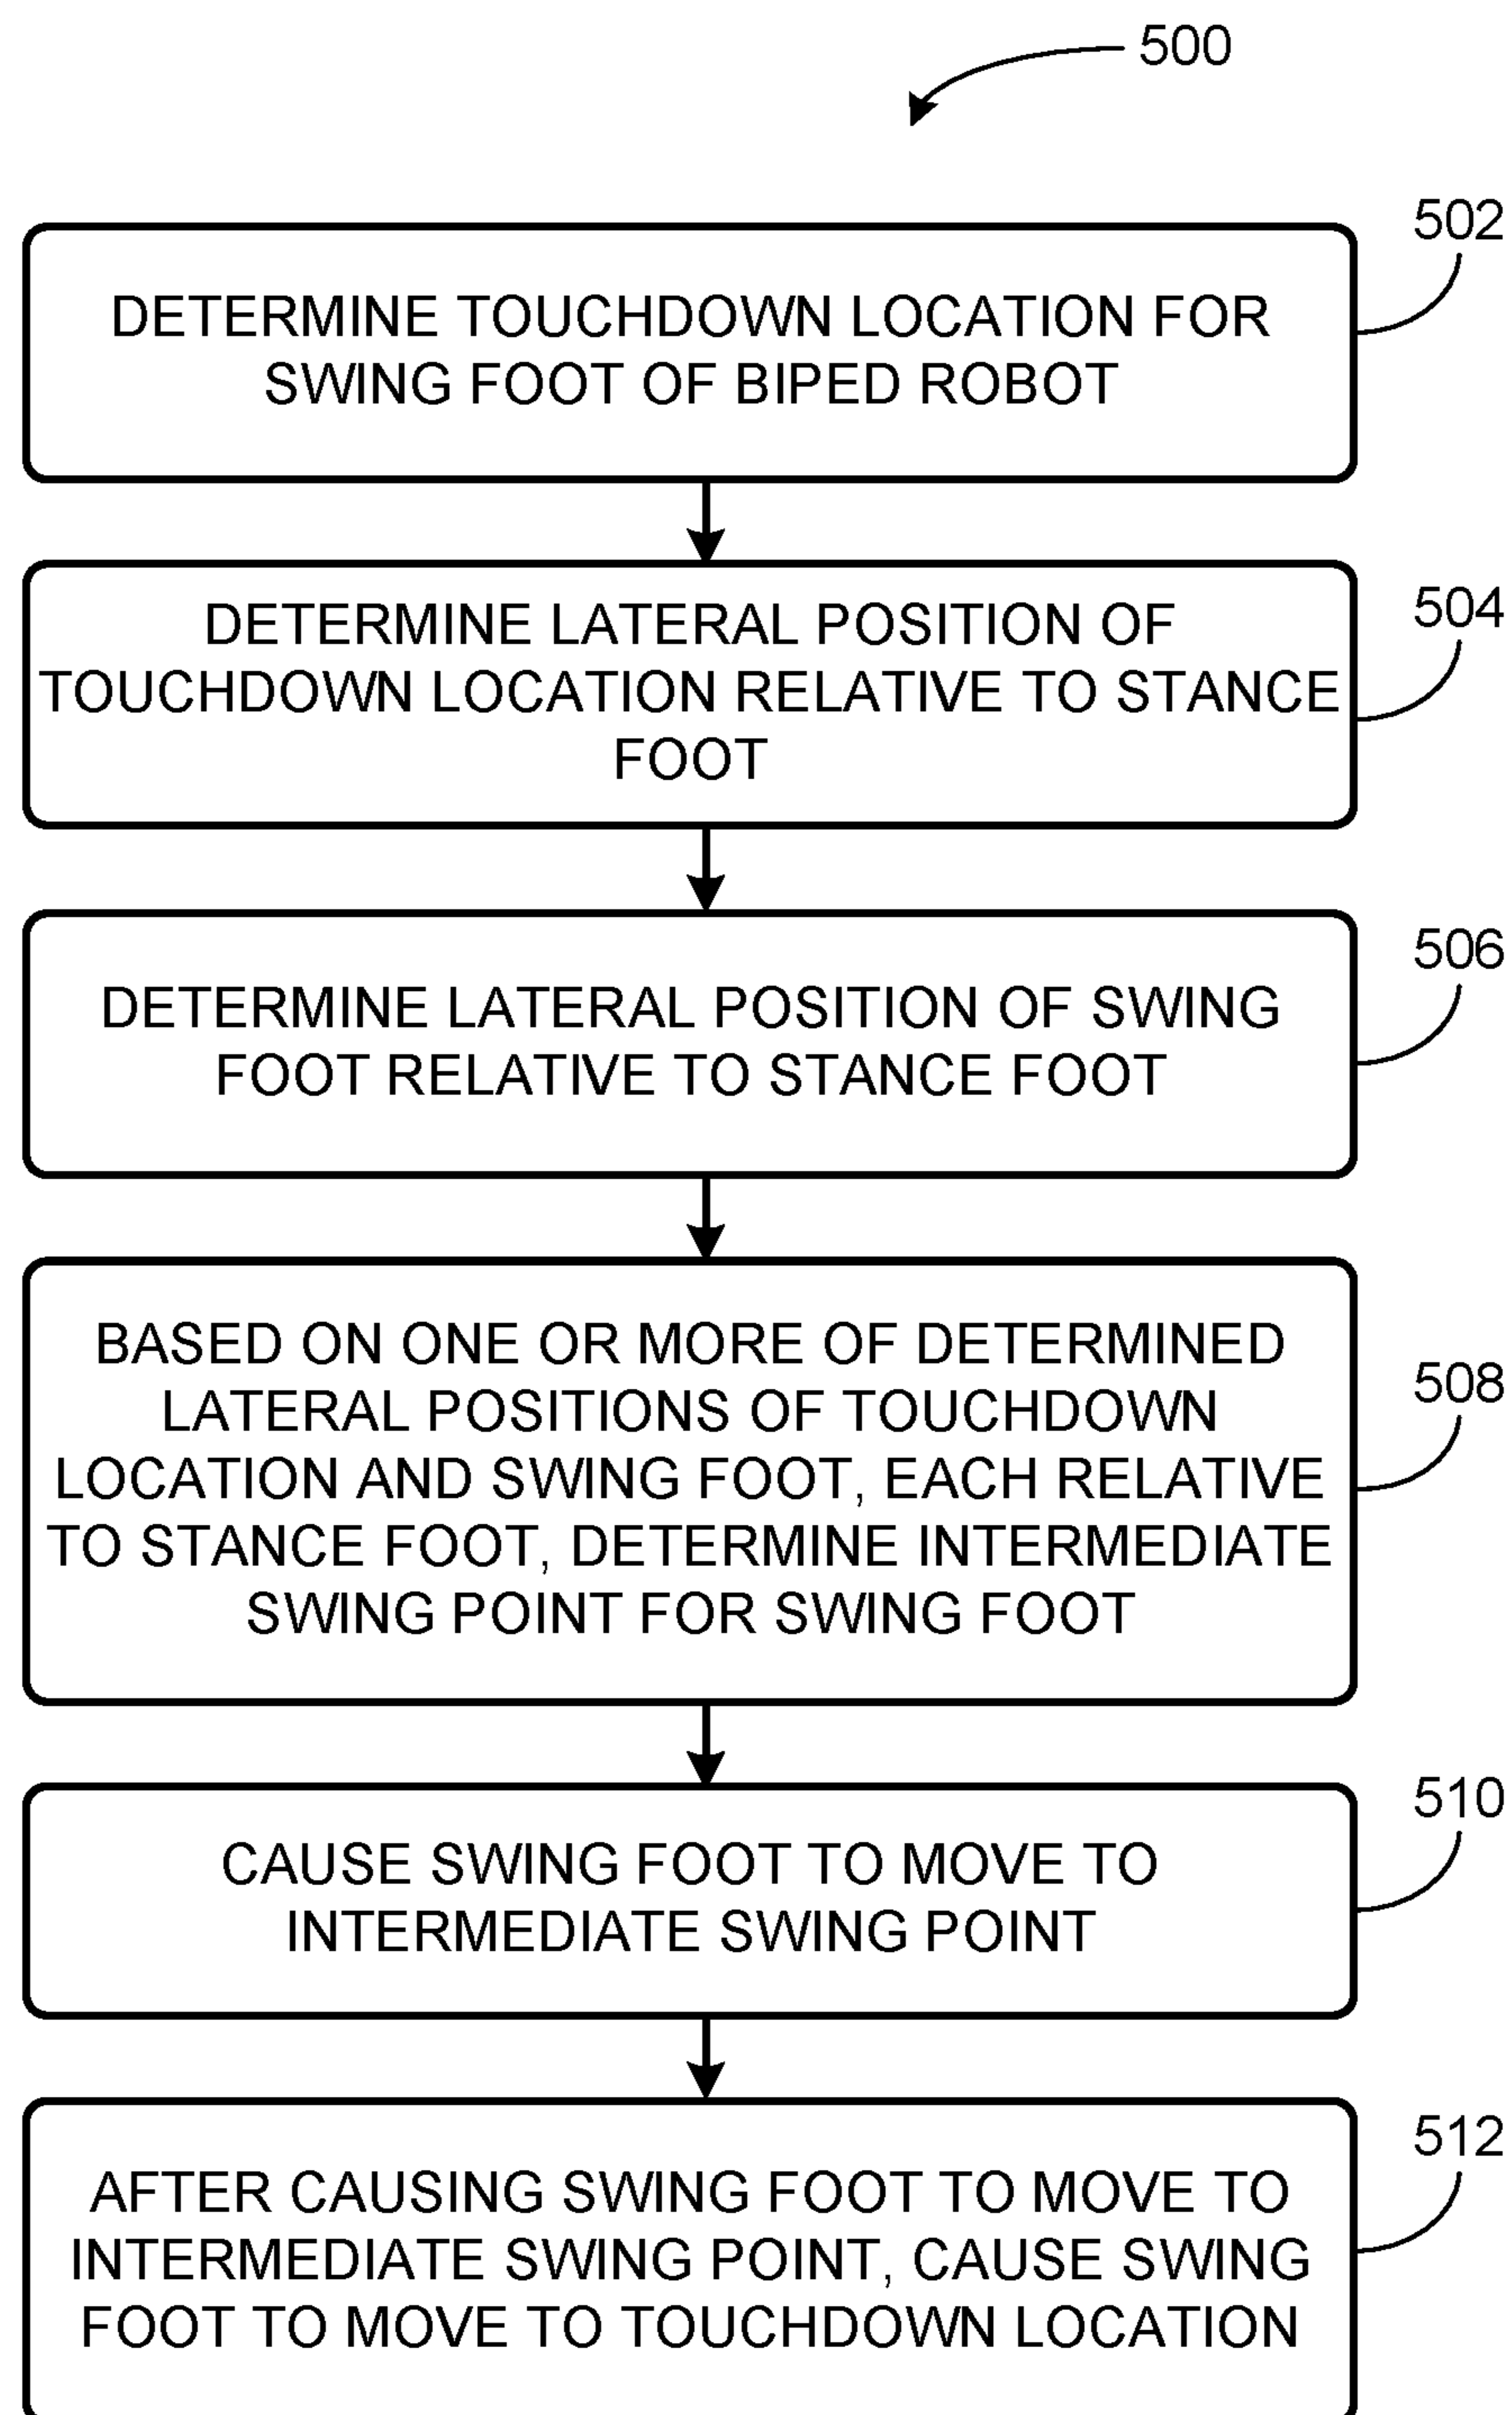 500
502
DETERMINE TOUCHDOWN LOCATION FOR
SWING FOOT OF BIPED ROBOT
504
DETERMINE LATERAL POSITION OF
TOUCHDOWN LOCATION RELATIVE TO STANCE
FOOT
506
DETERMINE LATERAL POSITION OF SWING
FOOT RELATIVE TO STANCE FOOT
508
BASED ON ONE OR MORE OF DETERMINED
LATERAL POSITIONS OF TOUCHDOWN
LOCATION AND SWING FOOT, EACH RELATIVE
TO STANCE FOOT, DETERMINE INTERMEDIATE
SWING POINT FOR SWING FOOT
510
CAUSE SWING FOOT TO MOVE TO
INTERMEDIATE SWING POINT
512
AFTER CAUSING SWING FOOT TO MOVE TO
INTERMEDIATE SWING POINT, CAUSE SWING
FOOT TO MOVE TO TOUCHDOWN LOCATION